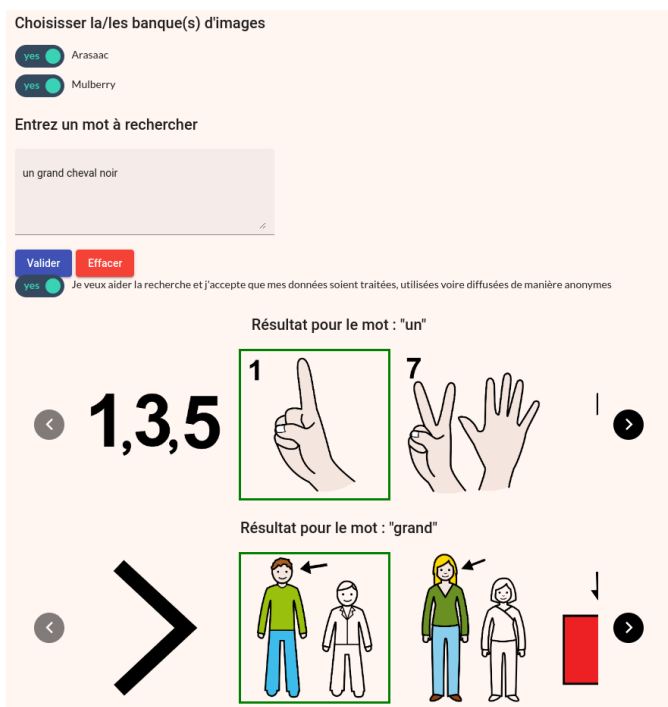 Choisisser la/les banque(s) d'images
yes Arasaac
yes Mulberry
Entrez un mot à rechercher
un grand cheval noir
Valider Effacer
yes Je veux aider la recherche et j'accepte que mes données soient traitées, utilisées voire diffusées de manière anonymes
Résultat pour le mot : "un"
1,3,5
1
7
Résultat pour le mot : "grand"